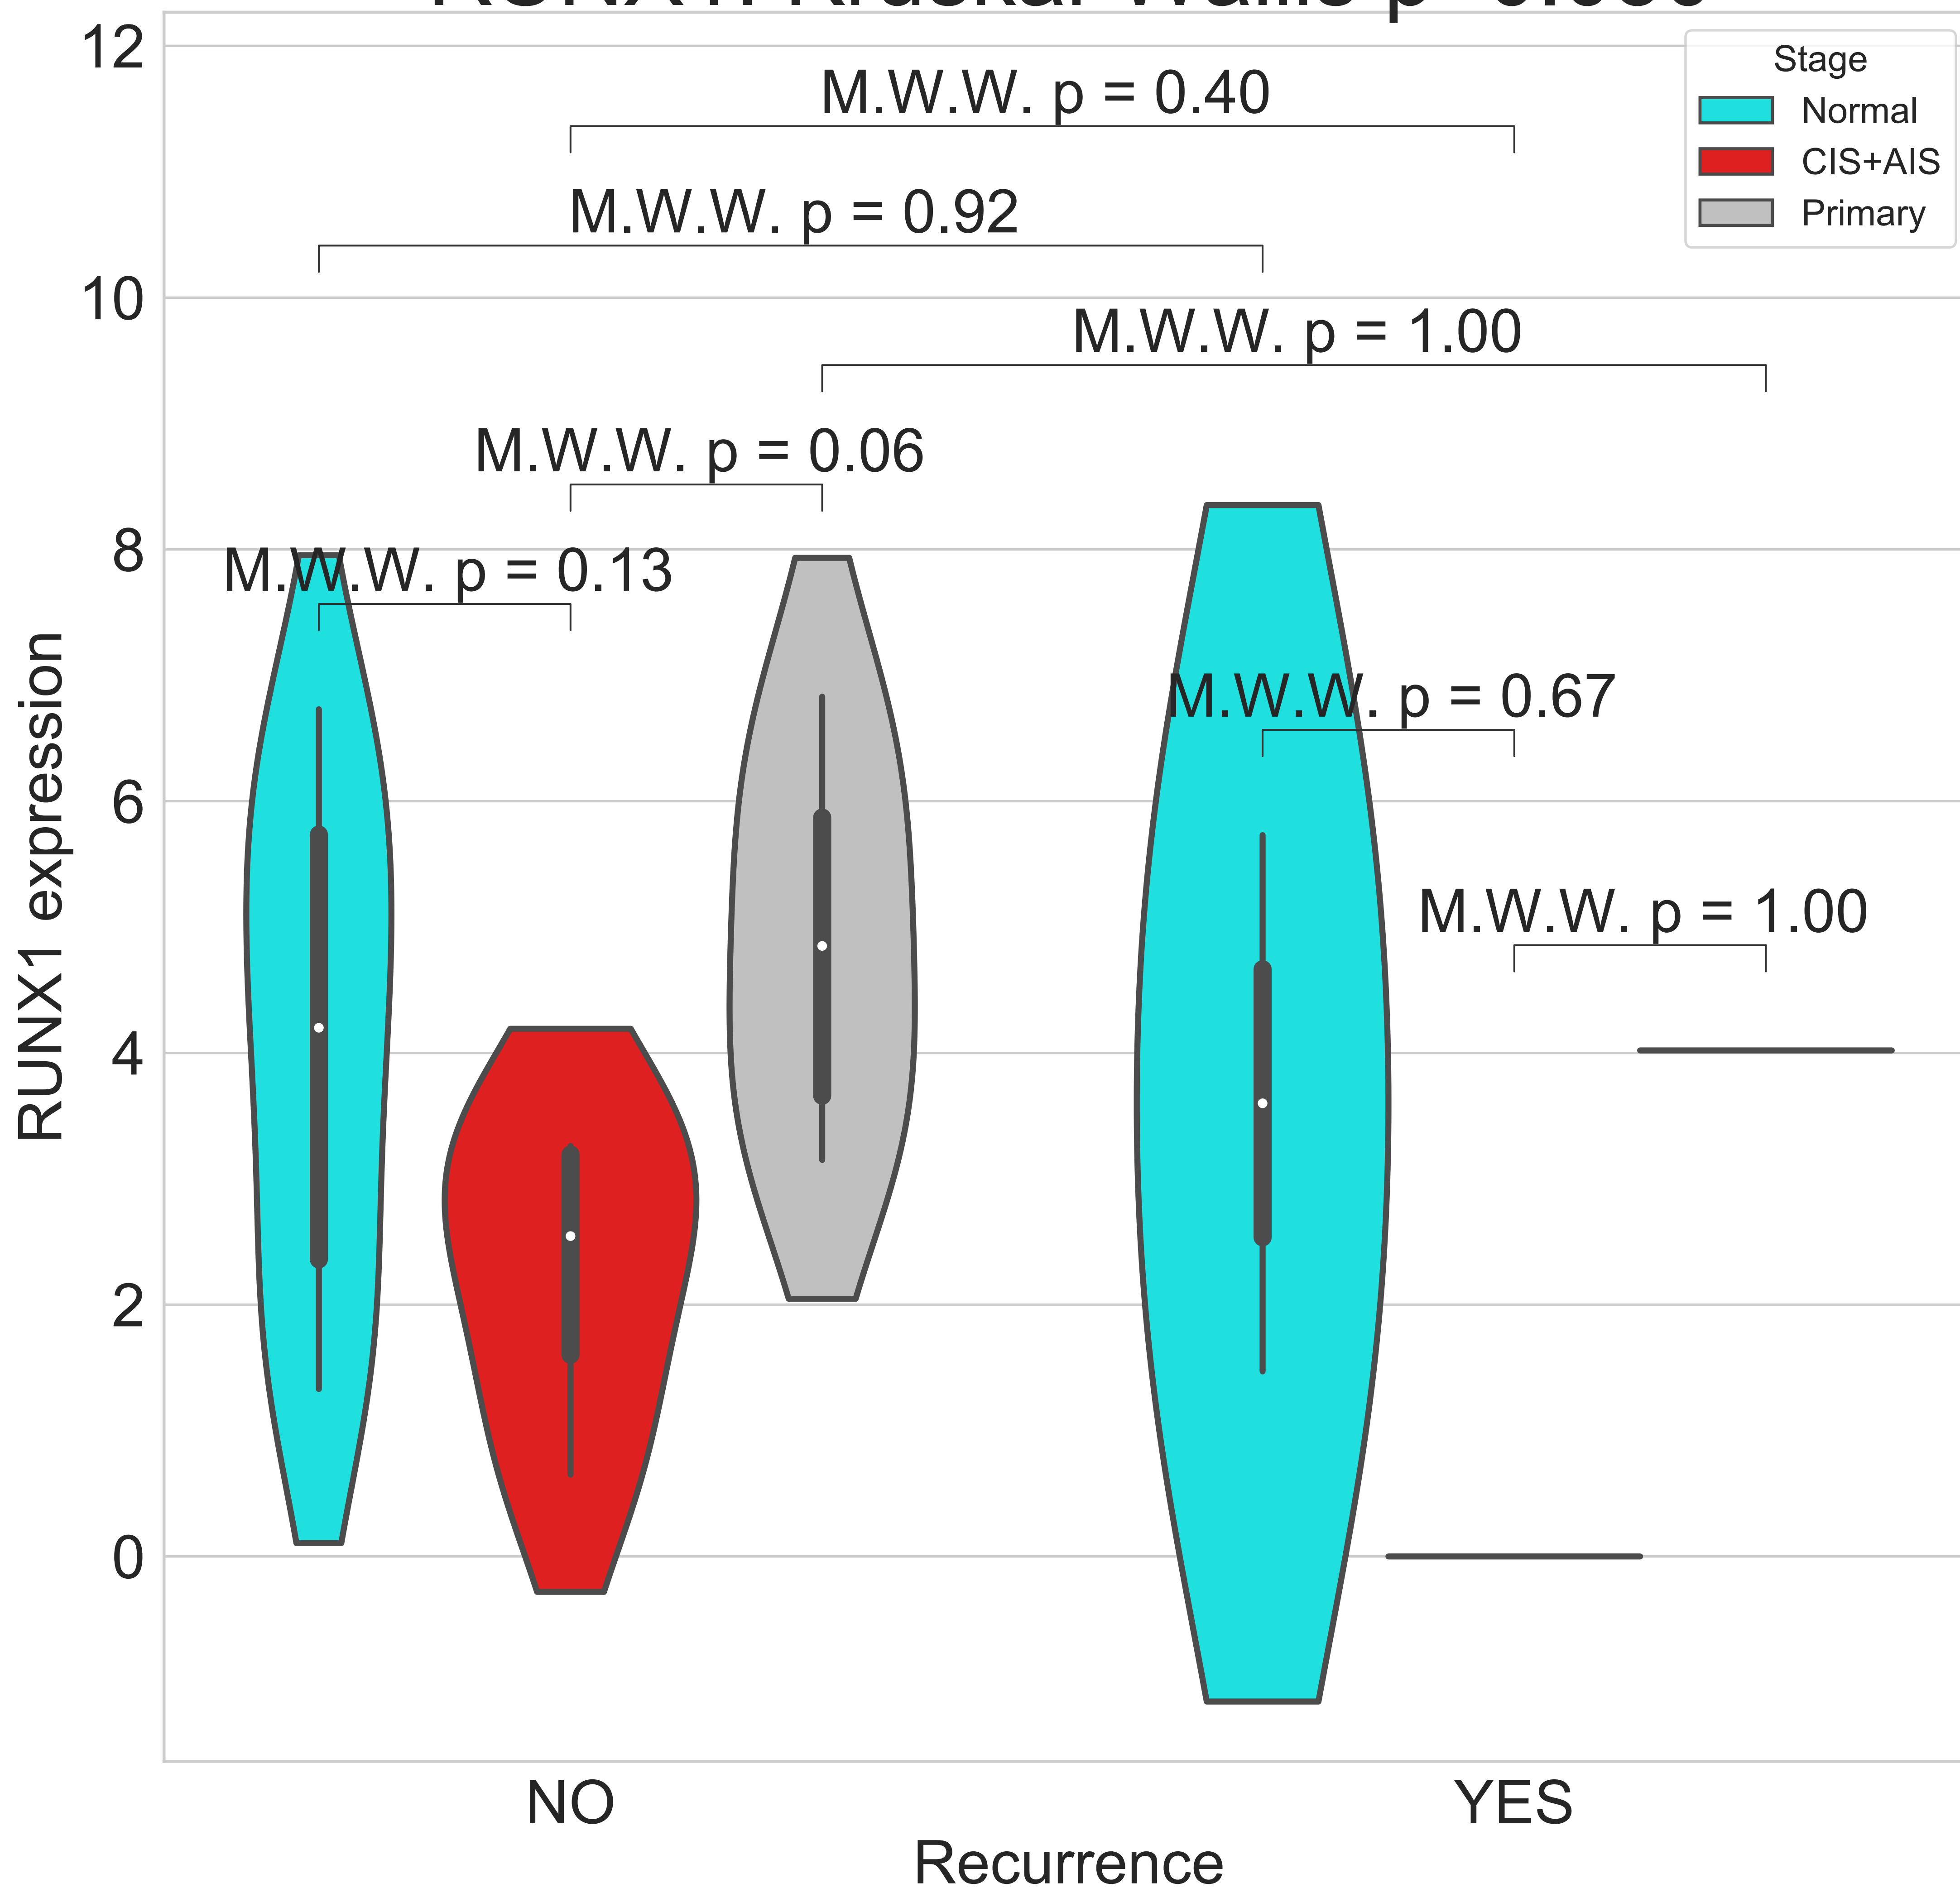 12
Stage
Normal
CIS+AIS
Primary
M.W.W. p = 0.40
M.W.W. p = 0.92
10
M.W.W. p = 1.00
M.W.W. p = 0.06
8
M.W.W. p = 0.13
M.W.W. p = 0.67
6
M.W.W. p = 1.00
4
2
0
RUNX1 expression
NO
YES
Recurrence